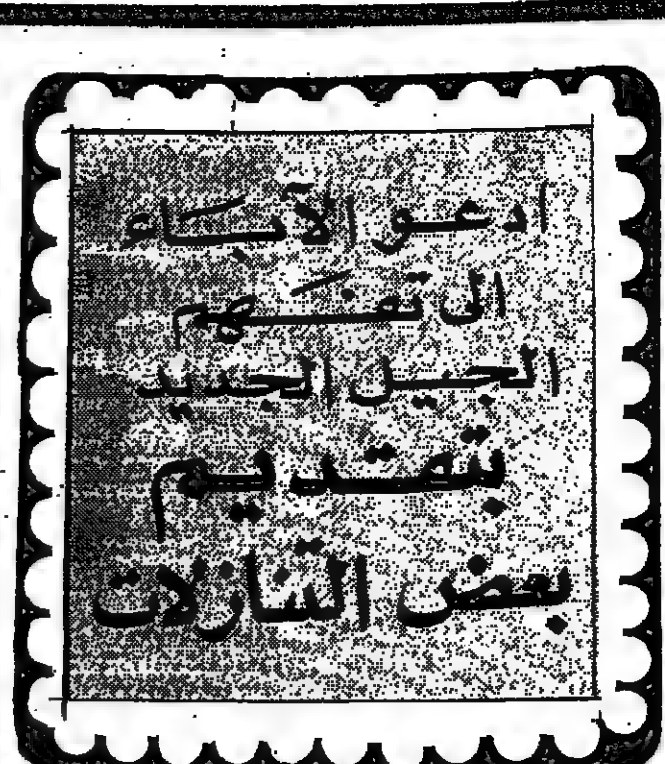 ادعو الآباء
الى تفهم
الجيل الجديد
بتقديم
بعض التنازلات